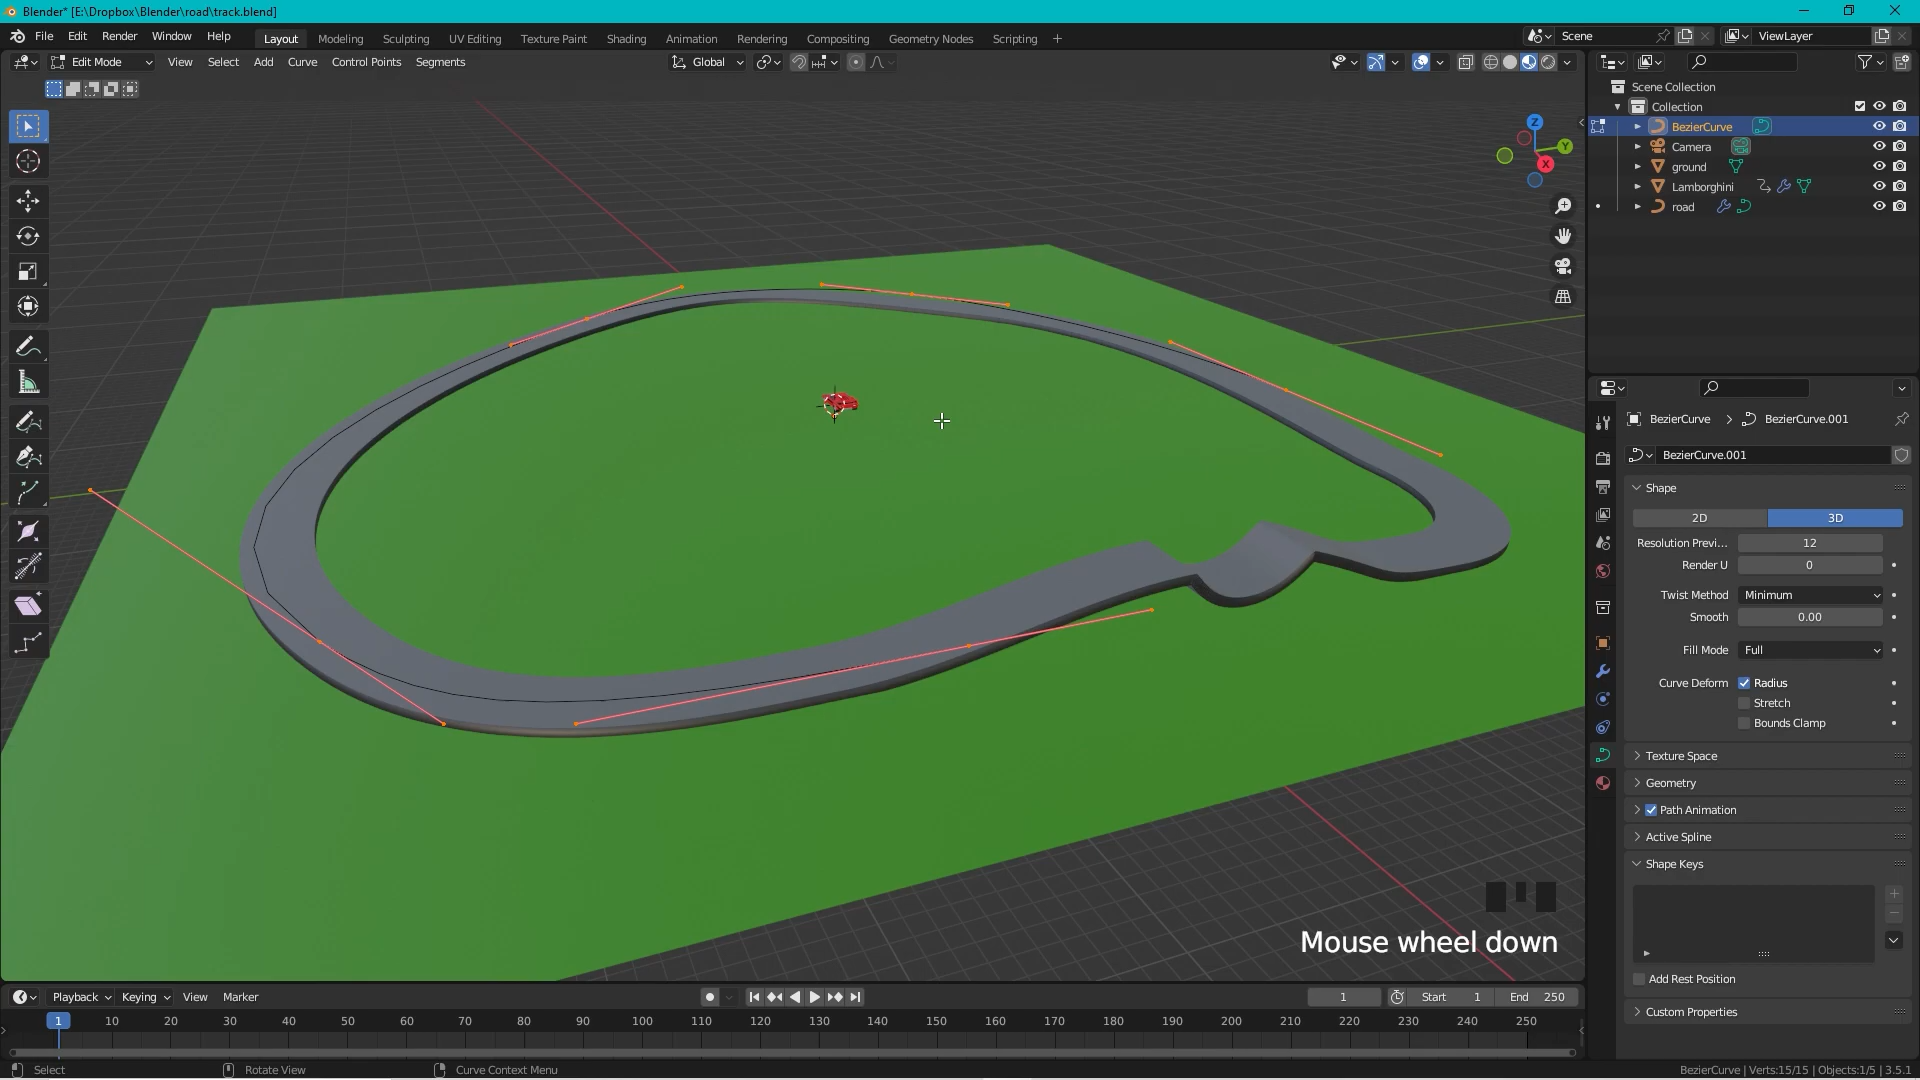 Blender* [E:\Dropbox\Blender\road\track.blend]
File Edit Render Window Help Layout Modeling Sculpting UV Editing Texture Paint Shading Animation Rendering Compositing Geometry Nodes Scripting + Scene ViewLayer
Edit Mode View Select Add Curve Control Points Segments Global
Scene Collection
Collection
BezierCurve
Camera
ground
Lamborghini
road
Z
Y
X
BezierCurve > BezierCurve.001
BezierCurve.001
Shape
2D 3D
Resolution Previ... 12
Render U 0
Twist Method Minimum
Smooth 0.00
Fill Mode Full
Curve Deform Radius
Stretch
Bounds Clamp
Texture Space
Geometry
Path Animation
Active Spline
Shape Keys
Add Rest Position
Custom Properties
Mouse wheel down
Playback Keying View Marker 1 Start 1 End 250
1 10 20 30 40 50 60 70 80 90 100 110 120 130 140 150 160 170 180 190 200 210 220 230 240 250
Select Rotate View Curve Context Menu BezierCurve | Verts:15/15 | Objects:1/5 | 3.5.1